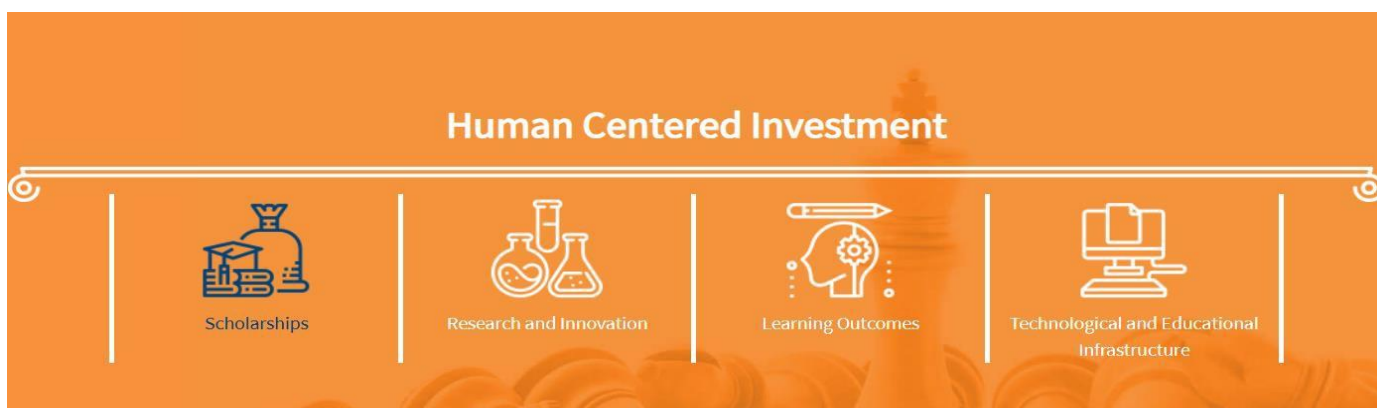 Human Centered Investment
Scholarships
Research and Innovation
Learning Outcomes
Technological and Educational
Infrastructure